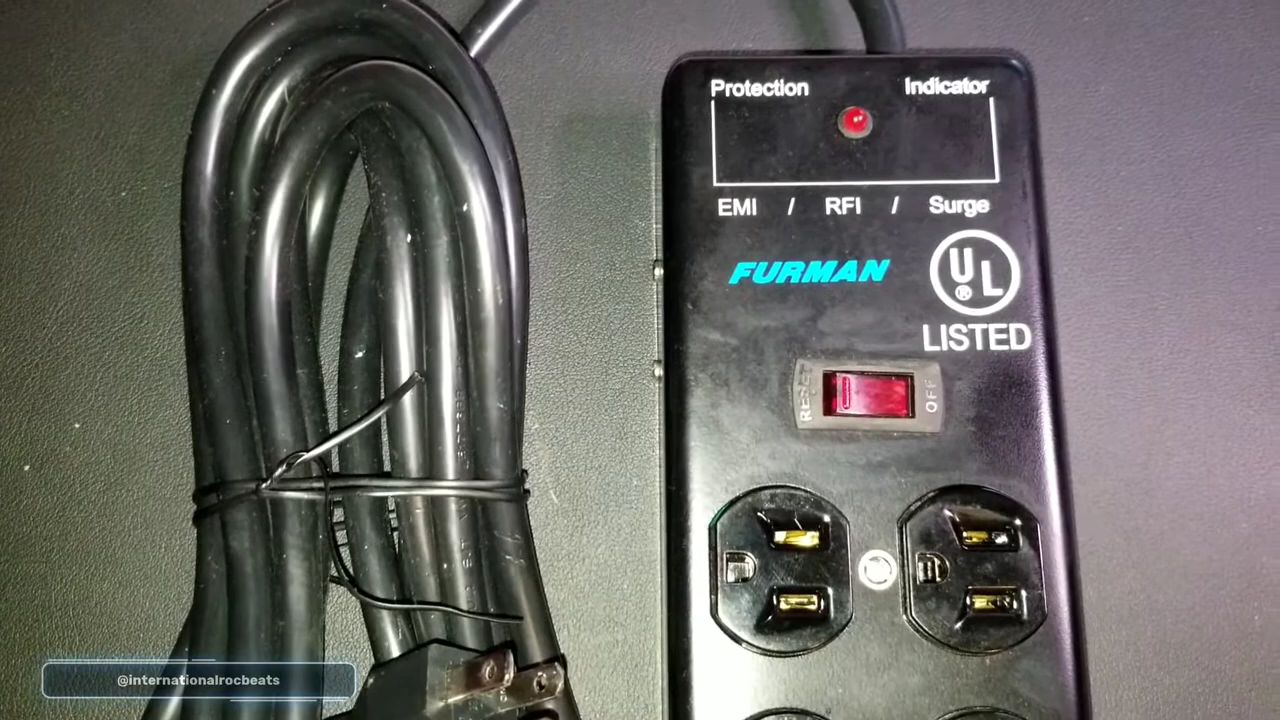 Protection Indicator
EMI / RFI / Surge
FURMAN
UL
®
LISTED
RESET
OFF
@internationalrocbeats